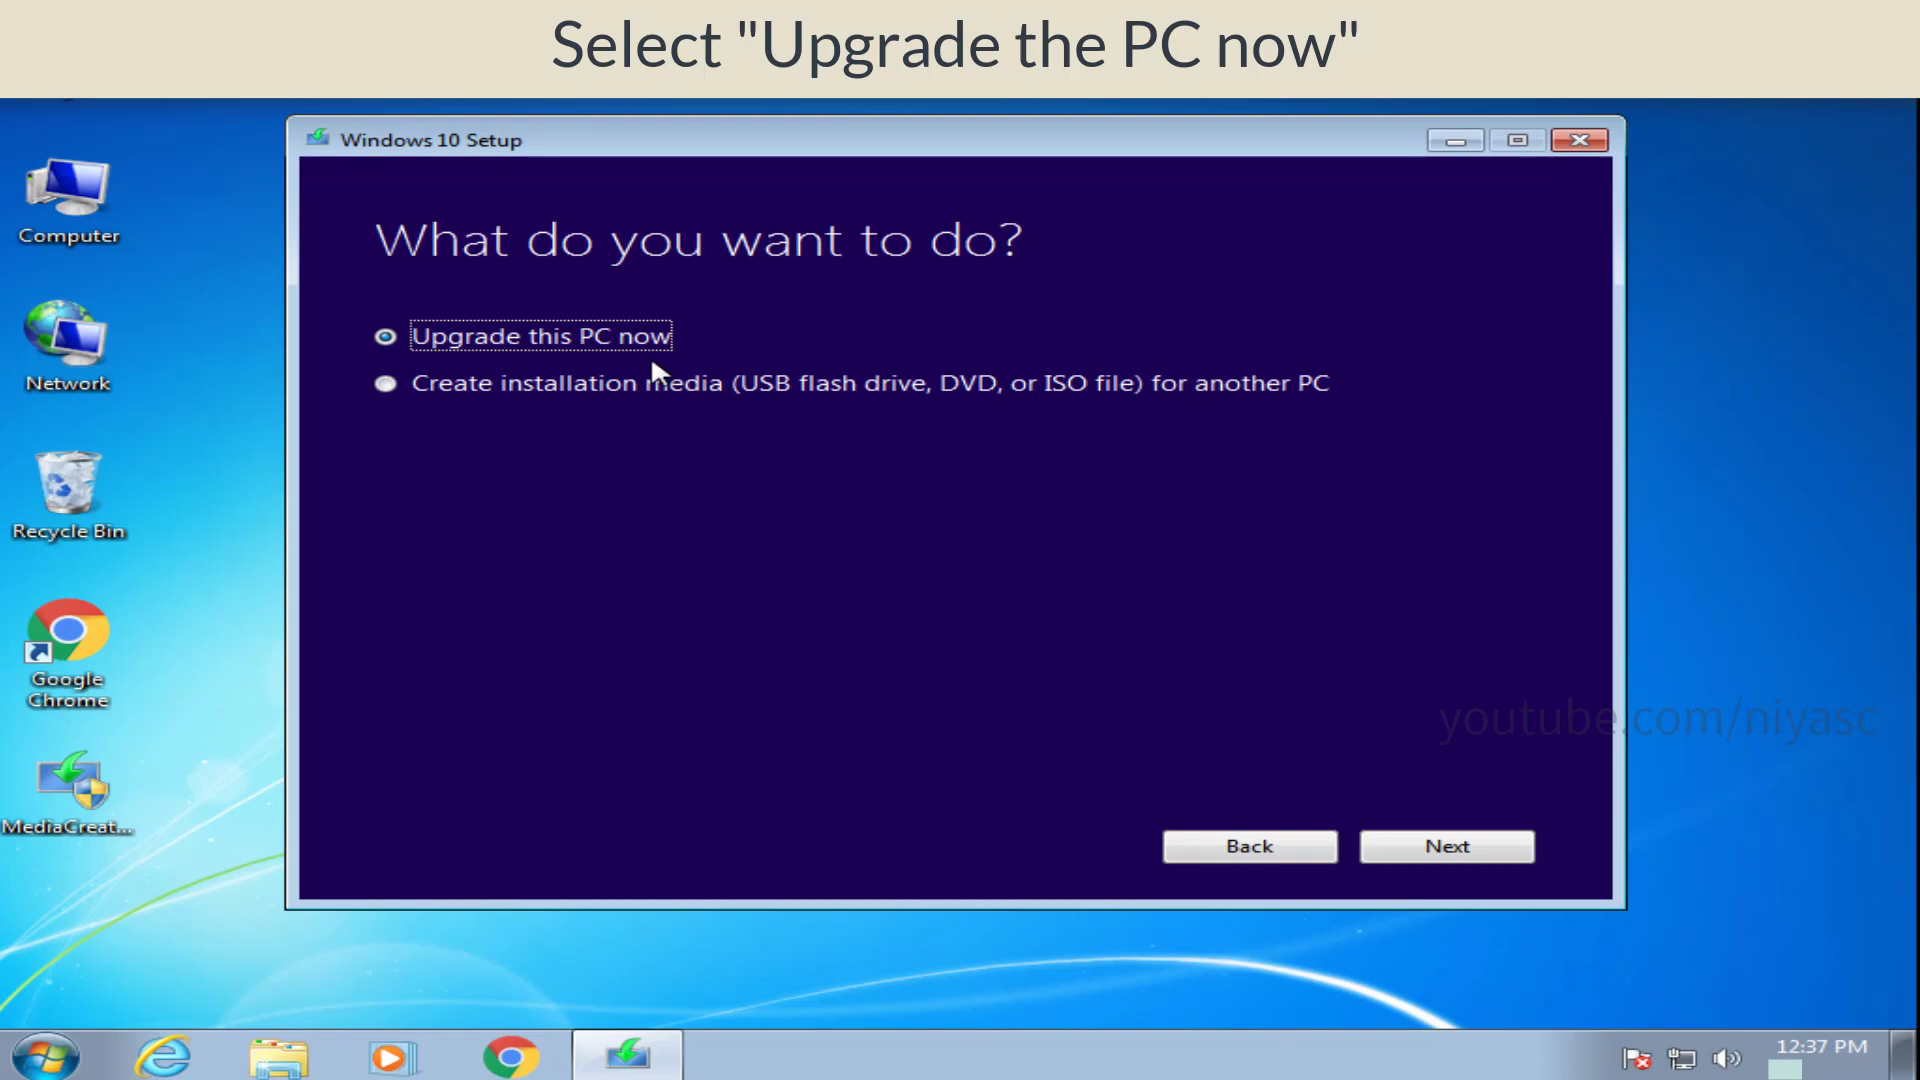 Select "Upgrade the PC now"
Windows 10 Setup
Computer
What do you want to do?
Upgrade this PC now
Network
Create installation media (USB flash drive, DVD, or ISO file) for another PC
Recycle Bin
Google
Chrome
youtube.com/niyasc
MediaCreat...
Back
Next
12:37 PM